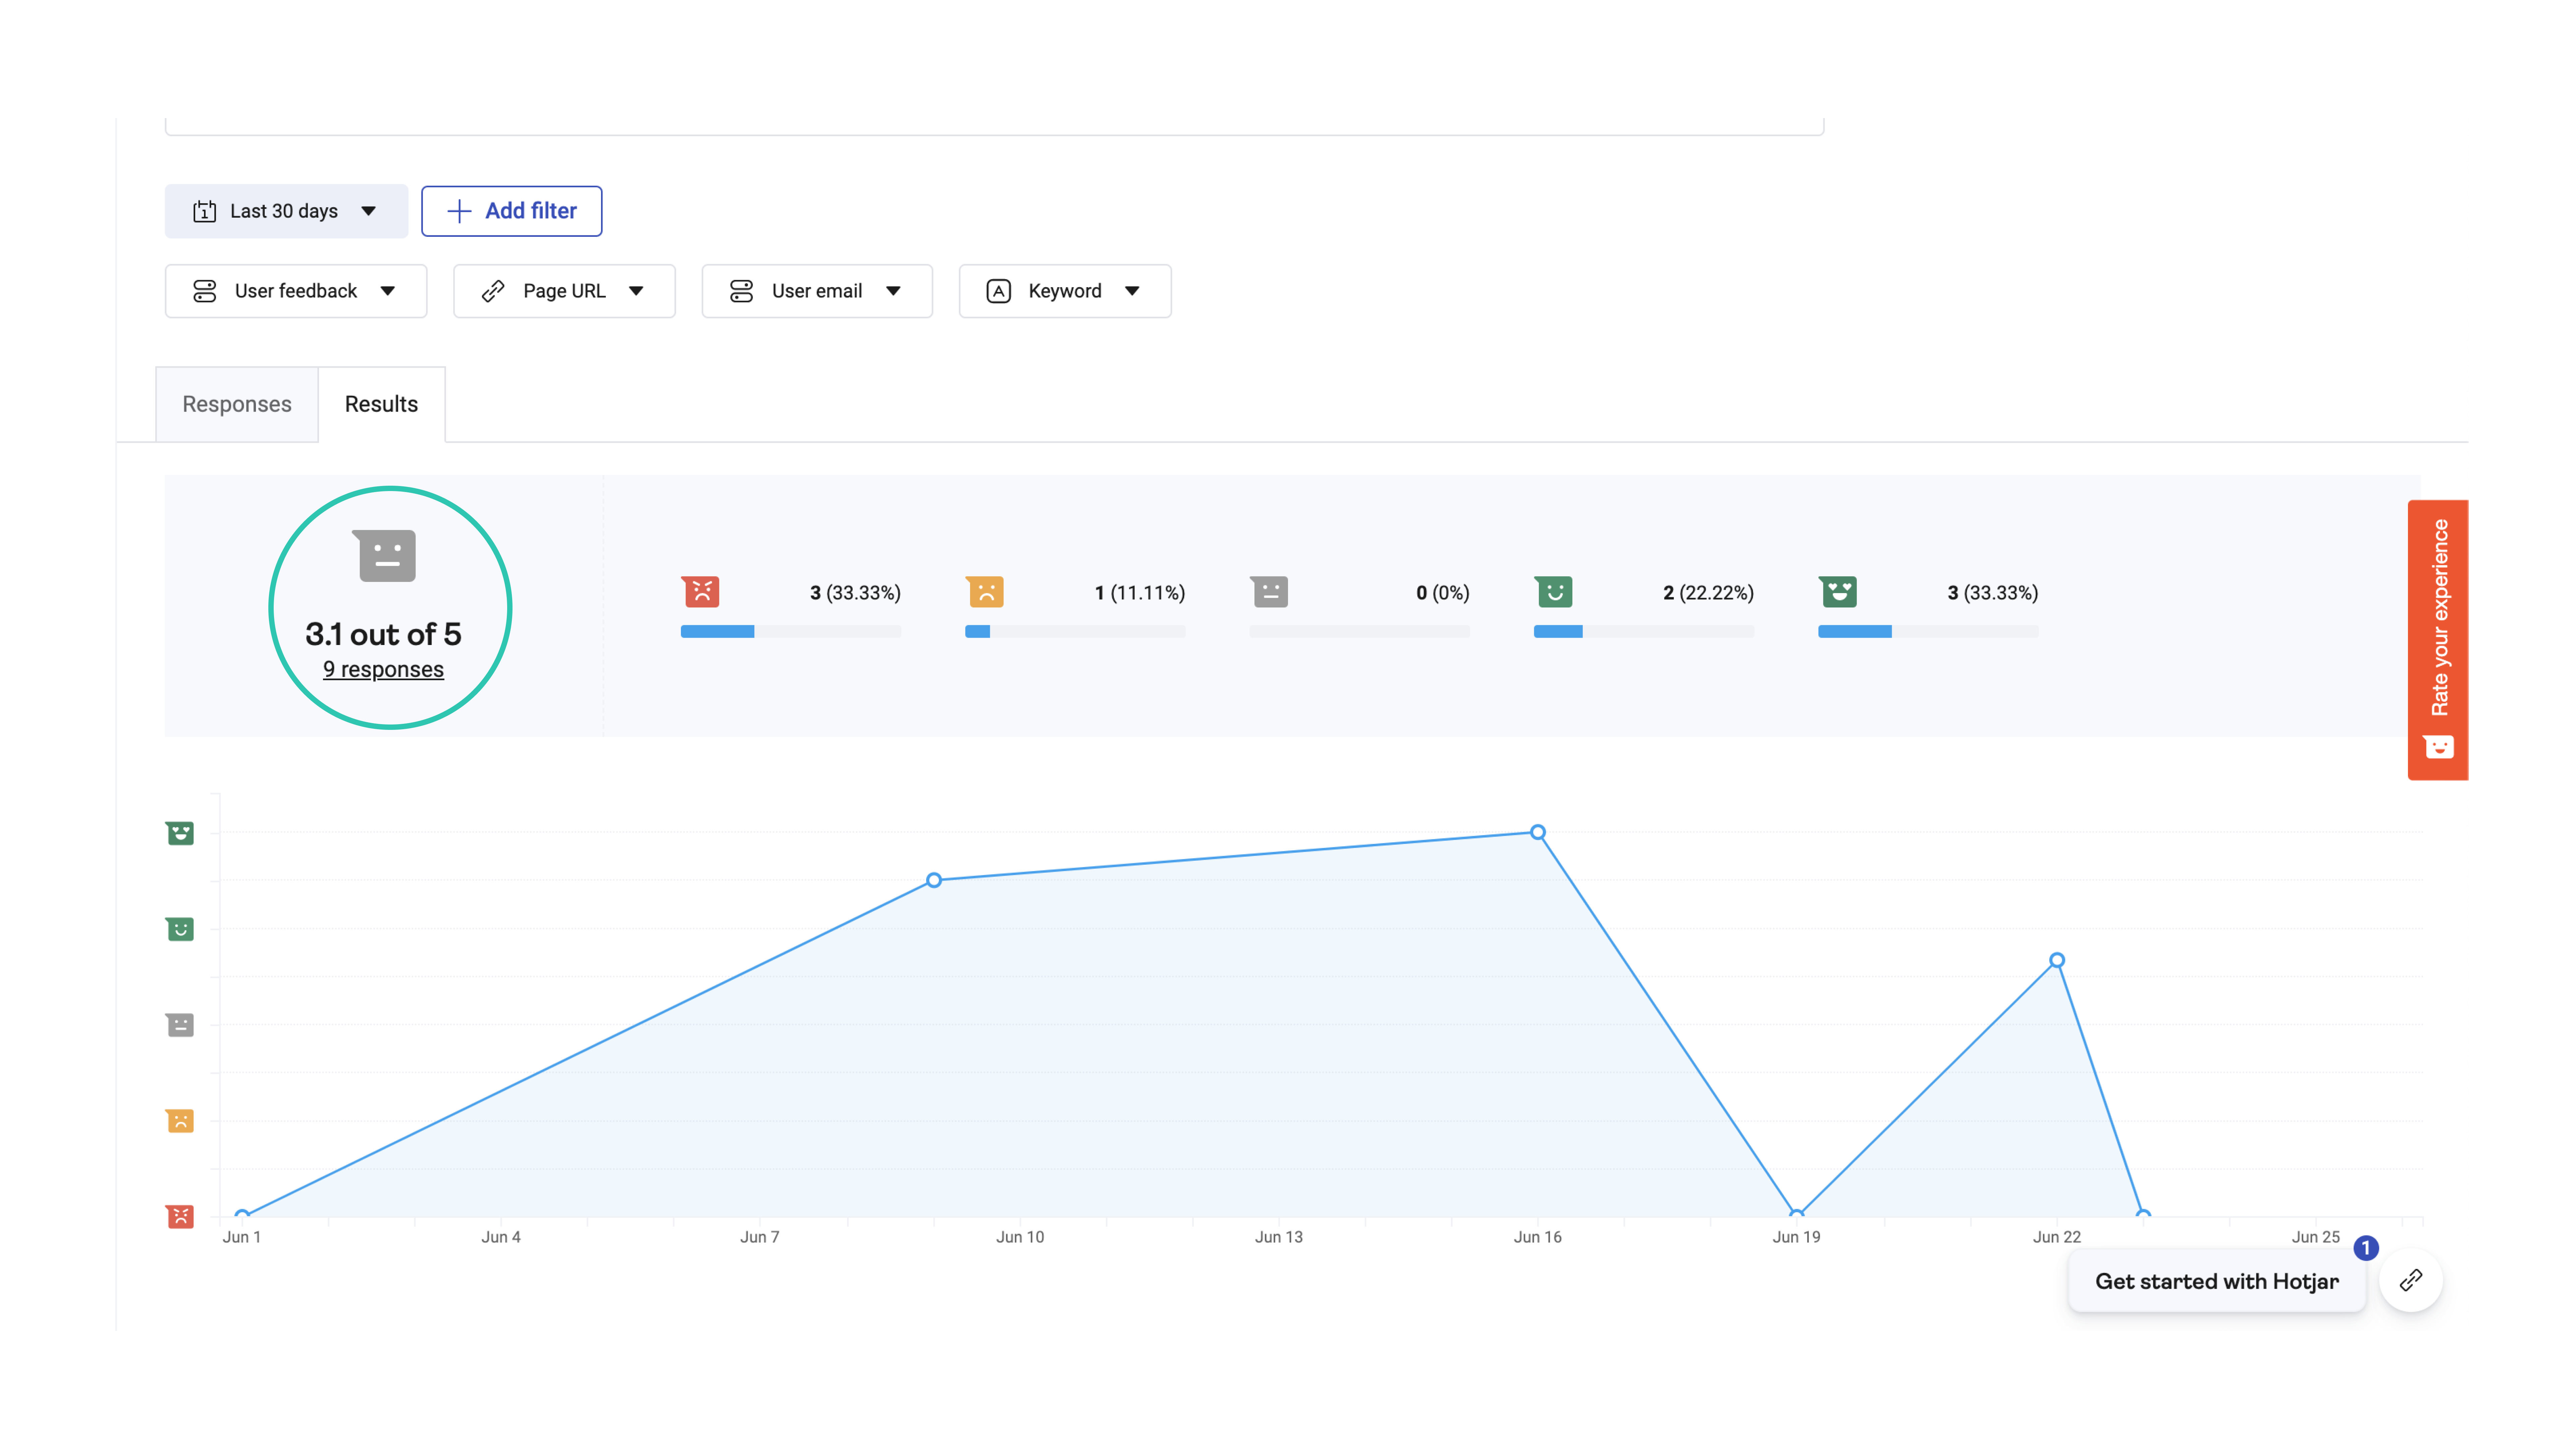 1 Last 30 days
Add filter
User feedback
Page URL
User email
A Keyword
Responses
Results
3.1 out of 5
9 responses
3 (33.33%)
1 (11.11%)
0 (0%)
2 (22.22%)
3 (33.33%)
Rate your experience
Jun 1
Jun 4
Jun 7
Jun 10
Jun 13
Jun 16
Jun 19
Jun 22
Jun 25
1
Get started with Hotjar